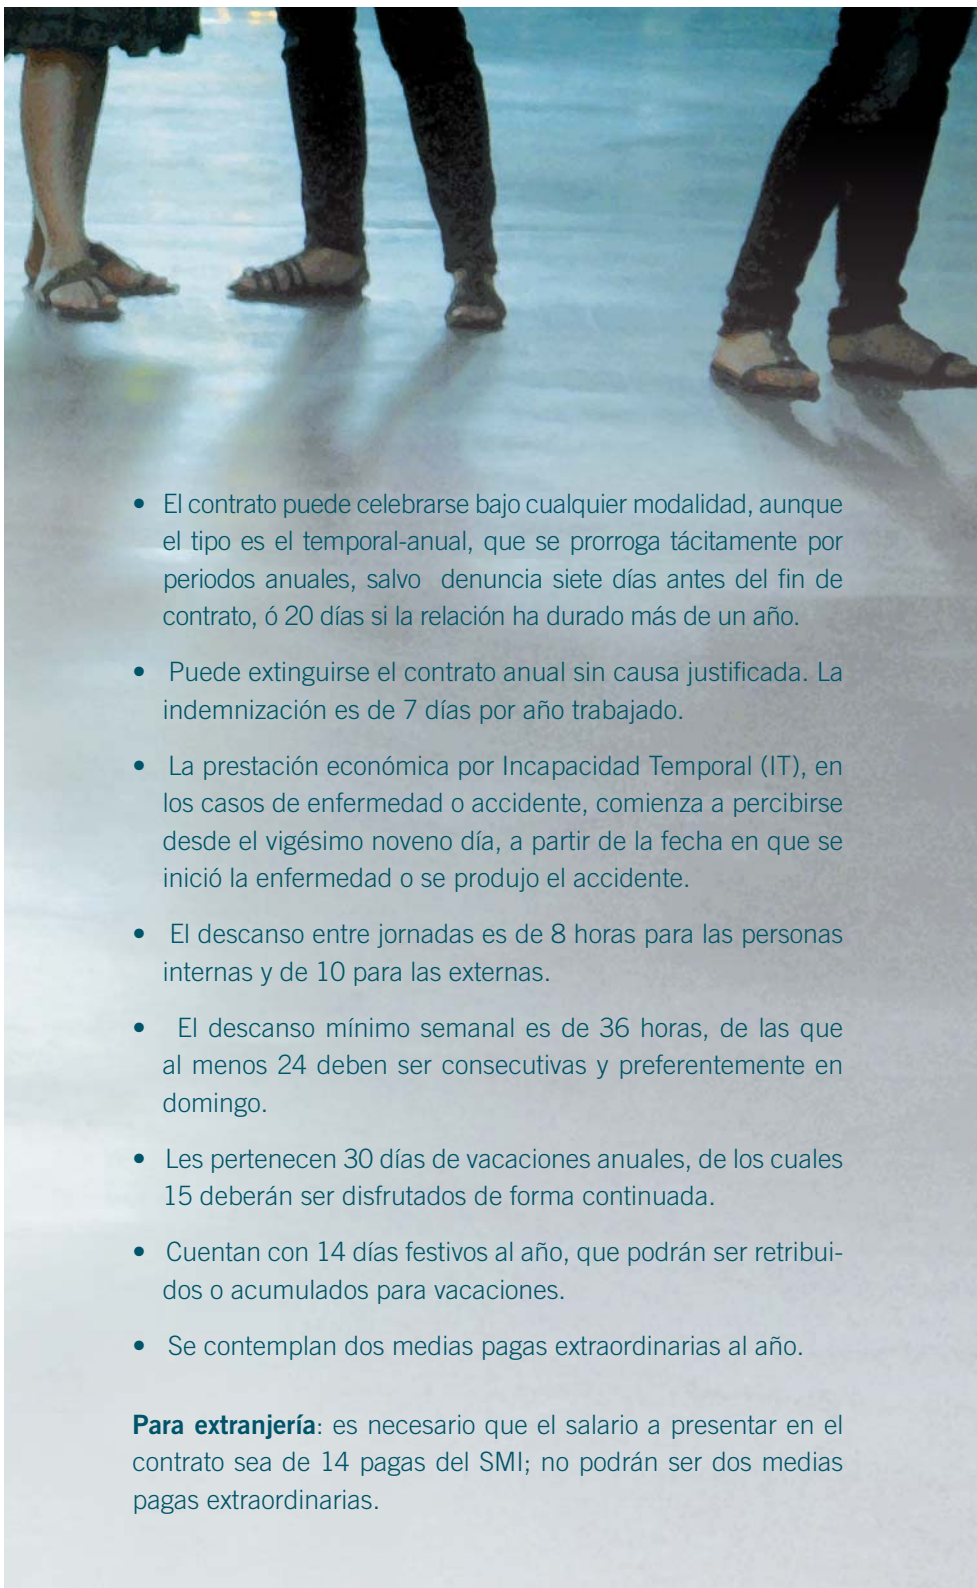 • El contrato puede celebrarse bajo cualquier modalidad, aunque
el tipo es el temporal-anual, que se prorroga tácitamente por
periodos anuales, salvo denuncia siete días antes del fin de
contrato, ó 20 días si la relación ha durado más de un año.
• Puede extinguirse el contrato anual sin causa justificada. La
indemnización es de 7 días por año trabajado.
• La prestación económica por Incapacidad Temporal (IT), en
los casos de enfermedad o accidente, comienza a percibirse
desde el vigésimo noveno día, a partir de la fecha en que se
inició la enfermedad o se produjo el accidente.
• El descanso entre jornadas es de 8 horas para las personas
internas y de 10 para las externas.
• El descanso mínimo semanal es de 36 horas, de las que
al menos 24 deben ser consecutivas y preferentemente en
domingo.
• Les pertenecen 30 días de vacaciones anuales, de los cuales
15 deberán ser disfrutados de forma continuada.
• Cuentan con 14 días festivos al año, que podrán ser retribui-
dos o acumulados para vacaciones.
• Se contemplan dos medias pagas extraordinarias al año.
Para extranjería: es necesario que el salario a presentar en el
contrato sea de 14 pagas del SMI; no podrán ser dos medias
pagas extraordinarias.